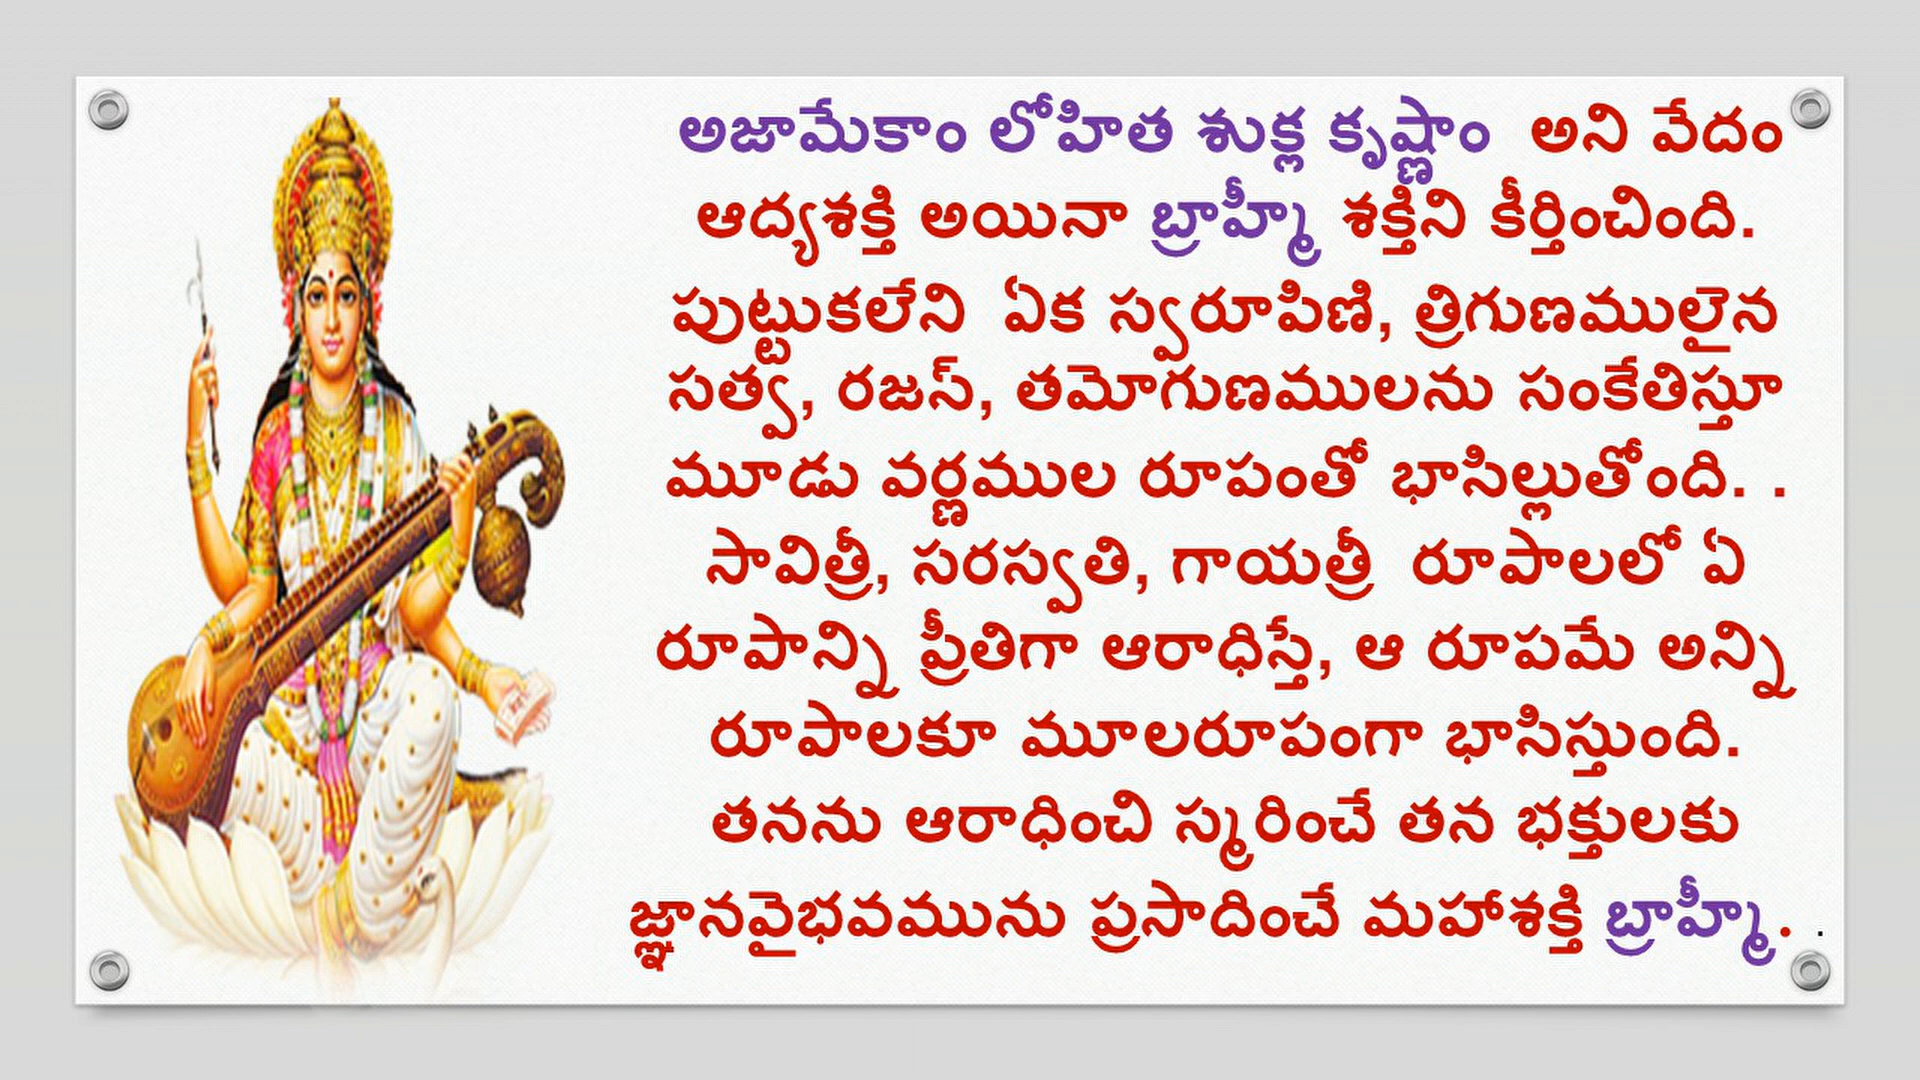 అజామేకాం లోహిత శుక్ల కృష్ణాం అని వేదం
ఆద్యశక్తి అయినా బ్రాహ్మీ శక్తిని కీర్తించింది.
పుట్టుకలేని ఏక స్వరూపిణి, త్రిగుణములైన
సత్వ, రజస్, తమోగుణములను సంకేతిస్తూ
మూడు వర్ణముల రూపంతో భాసిల్లుతోంది. .
సావిత్రీ, సరస్వతి, గాయత్రీ రూపాలలో ఏ
రూపాన్ని ప్రీతిగా ఆరాధిస్తే, ఆ రూపమే అన్ని
రూపాలకూ మూలరూపంగా భాసిస్తుంది.
తనను ఆరాధించి స్మరించే తన భక్తులకు
జ్ఞానవైభవమును ప్రసాదించే మహాశక్తి బ్రాహ్మీ. .